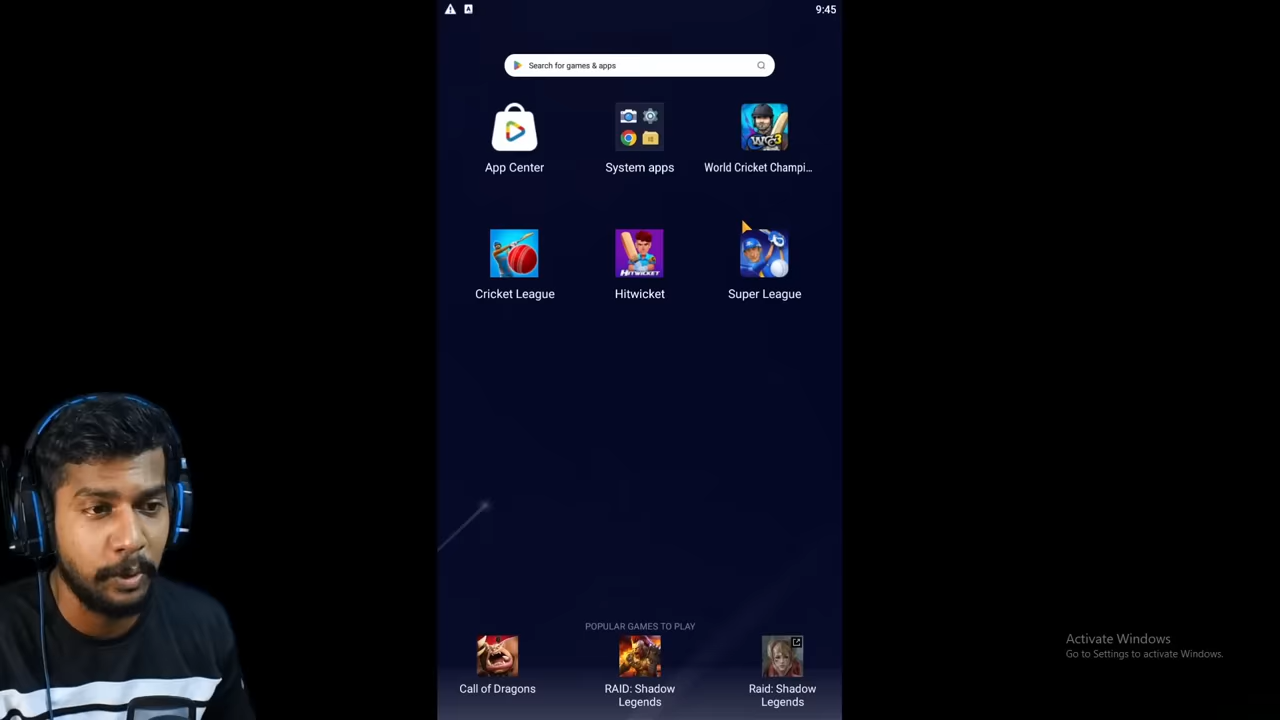 9:45
Search for games & apps
App Center
System apps
WCC3
World Cricket Champi...
HITWICKET
Cricket League
Hitwicket
Super League
POPULAR GAMES TO PLAY
Call of Dragons
RAID: Shadow
Legends
Raid: Shadow
Legends
Activate Windows
Go to Settings to activate Windows.